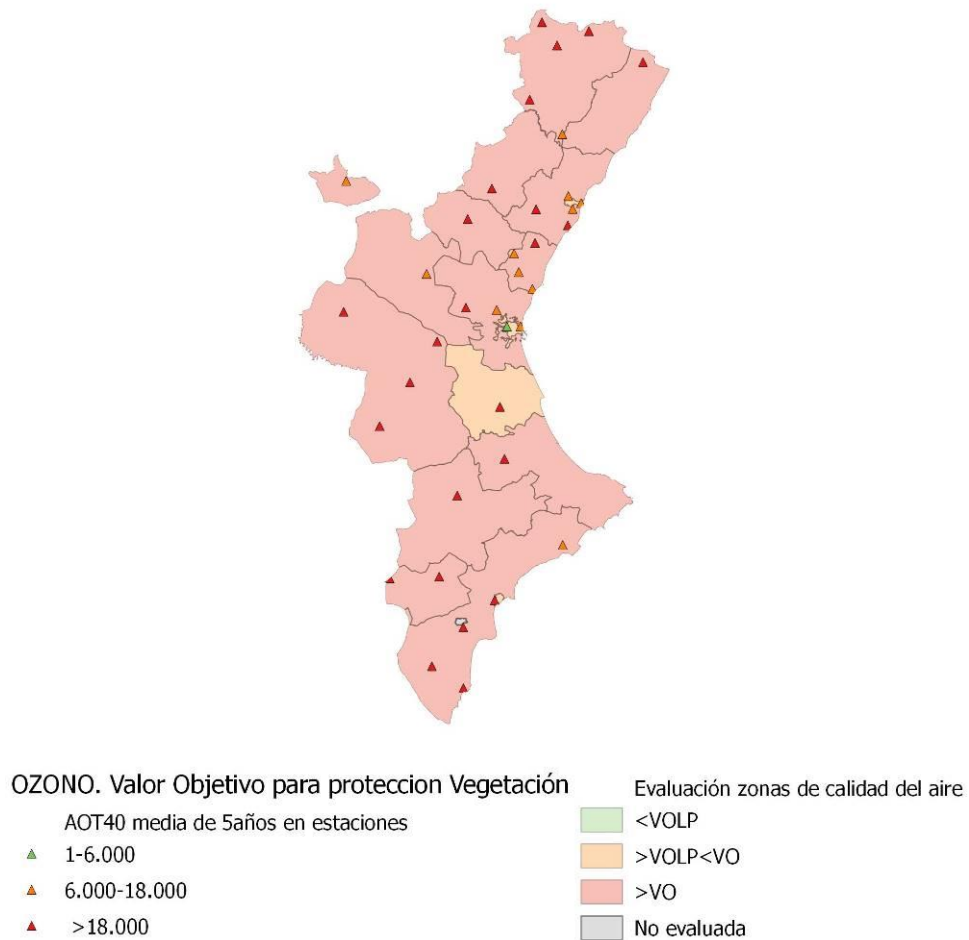 OZONO. Valor Objetivo para proteccion Vegetación
AOT40 media de 5años en estaciones
1-6.000
6.000-18.000
>18.000
Evaluación zonas de calidad del aire
<VOLP
>VOLP<VO
>VO
No evaluada